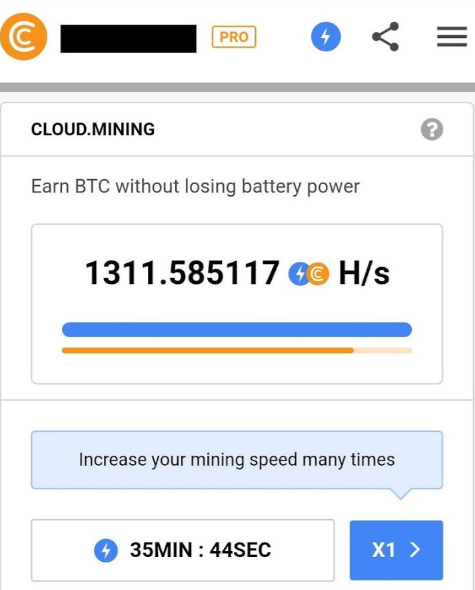 PRO
CLOUD.MINING
Earn BTC without losing battery power
1311.585117 H/s
Increase your mining speed many times
35MIN : 44SEC
X1 >